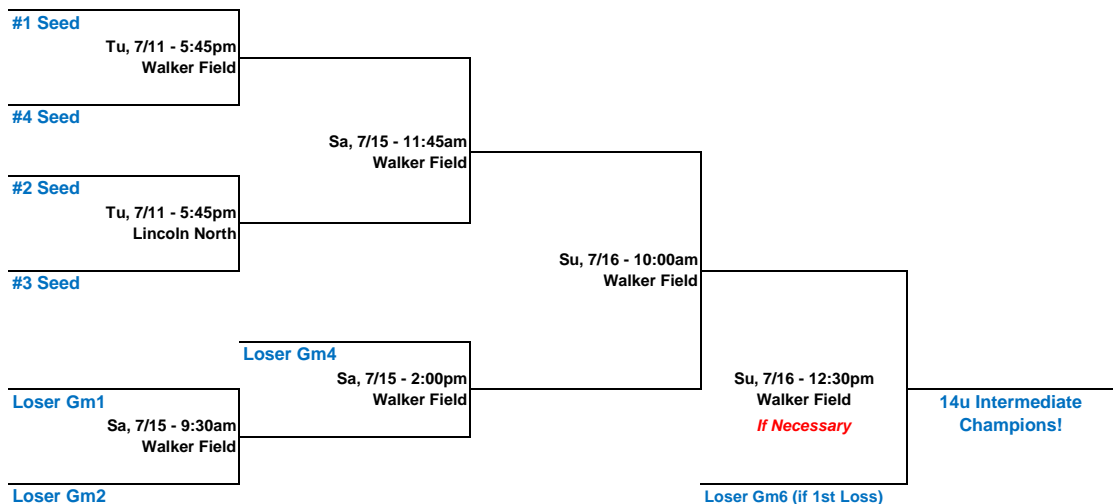 #1 Seed
Tu, 7/11 - 5:45pm
Walker Field
#4 Seed
Sa, 7/15 - 11:45am
Walker Field
#2 Seed
Tu, 7/11 - 5:45pm
Lincoln North
#3 Seed
Su, 7/16 - 10:00am
Walker Field
Loser Gm4
Sa, 7/15 - 2:00pm
Walker Field
Loser Gm1
Sa, 7/15 - 9:30am
Walker Field
Loser Gm2
Su, 7/16 - 12:30pm
Walker Field
If Necessary
Loser Gm6 (if 1st Loss)
14u Intermediate
Champions!